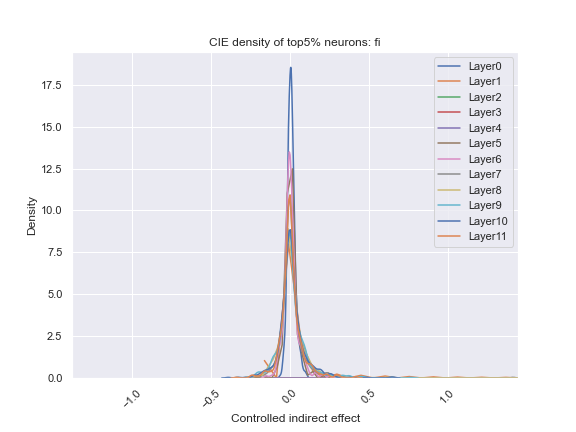 CIE density of top5% neurons: fi
Density
17.5
15.0
12.5
10.0
7.5
5.0
2.5
0.0
Layer0
Layer1
Layer2
Layer3
Layer4
Layer5
Layer6
Layer7
Layer8
Layer9
Layer10
Layer11
−1.0
−0.5
0.0
0.5
1.0
Controlled indirect effect